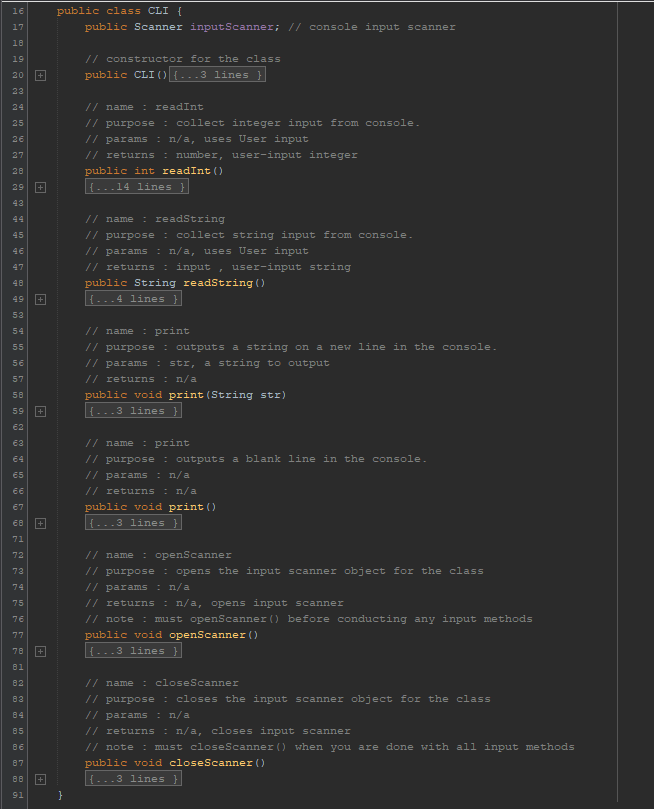 16 public class CLI {
17 public Scanner inputScanner; // console input scanner
18
19 // constructor for the class
20 public CLI(){...3 lines }
23
24 // name : readInt
25 // purpose : collect integer input from console.
26 // params : n/a, uses User input
27 // returns : number, user-input integer
28 public int readInt()
29 {...14 lines }
43
44 // name : readString
45 // purpose : collect string input from console.
46 // params : n/a, uses User input
47 // returns : input , user-input string
48 public String readString()
49 {...4 lines }
53
54 // name : print
55 // purpose : outputs a string on a new line in the console.
56 // params : str, a string to output
57 // returns : n/a
58 public void print(String str)
59 {...3 lines }
62
63 // name : print
64 // purpose : outputs a blank line in the console.
65 // params : n/a
66 // returns : n/a
67 public void print()
68 {...3 lines }
71
72 // name : openScanner
73 // purpose : opens the input scanner object for the class
74 // params : n/a
75 // returns : n/a, opens input scanner
76 // note : must openScanner() before conducting any input methods
77 public void openScanner()
78 {...3 lines }
81
82 // name : closeScanner
83 // purpose : closes the input scanner object for the class
84 // params : n/a
85 // returns : n/a, closes input scanner
86 // note : must closeScanner() when you are done with all input methods
87 public void closeScanner()
88 {...3 lines }
91 }